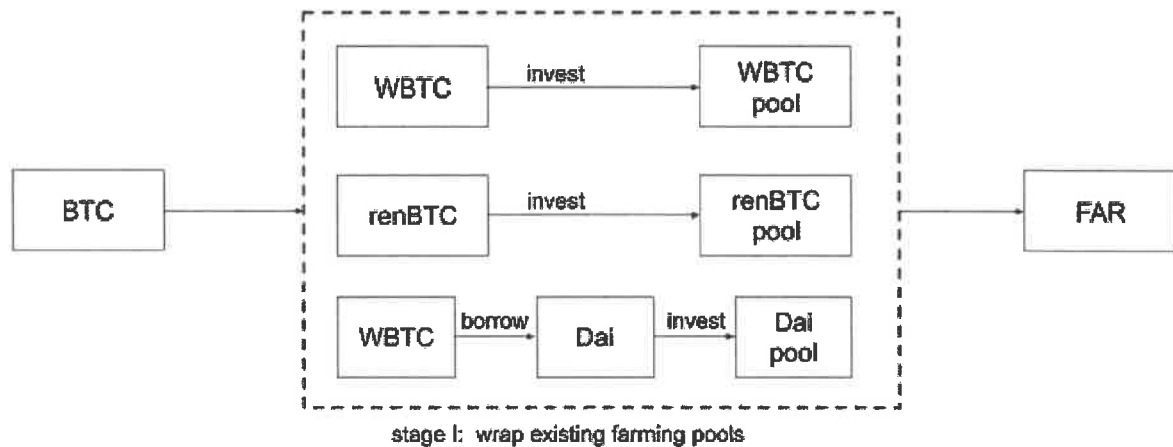 WBTC
invest
WBTC
pool
BTC
renBTC
invest
renBTC
pool
FAR
WBTC
borrow
Dai
invest
Dai
pool
stage I: wrap existing farming pools